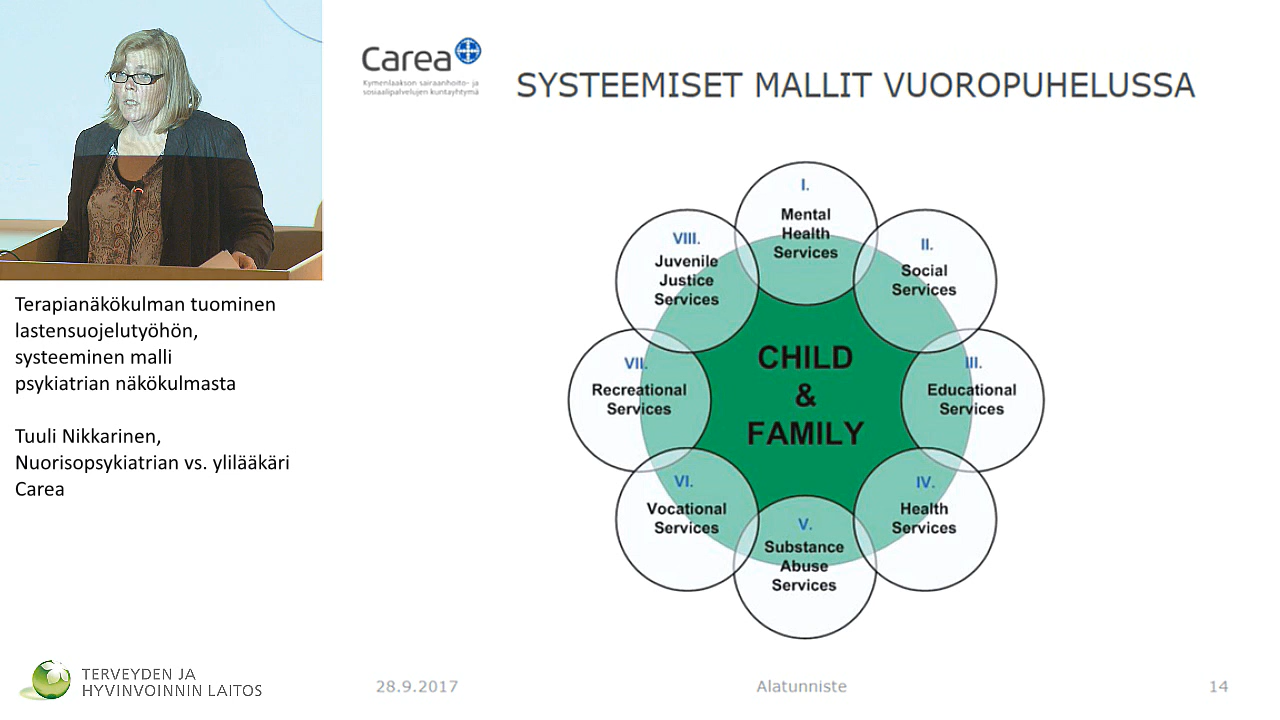 Carea
Kymenlaakson sairaanhoito- ja
sosiaalipalvelujen kuntayhtymä
SYSTEEMISET MALLIT VUOROPUHELUSSA
Terapianäkökulman tuominen
lastensuojelutyöhön,
systeeminen malli
psykiatrian näkökulmasta
Tuuli Nikkarinen,
Nuorisopsykiatrian vs. ylilääkäri
Carea
I.
Mental
Health
Services
II.
Social
Services
III.
Educational
Services
IV.
Health
Services
V.
Substance
Abuse
Services
VI.
Vocational
Services
VII.
Recreational
Services
VIII.
Juvenile
Justice
Services
CHILD
&
FAMILY
TERVEYDEN JA
HYVINVOINNIN LAITOS
28.9.2017
Alatunniste
14